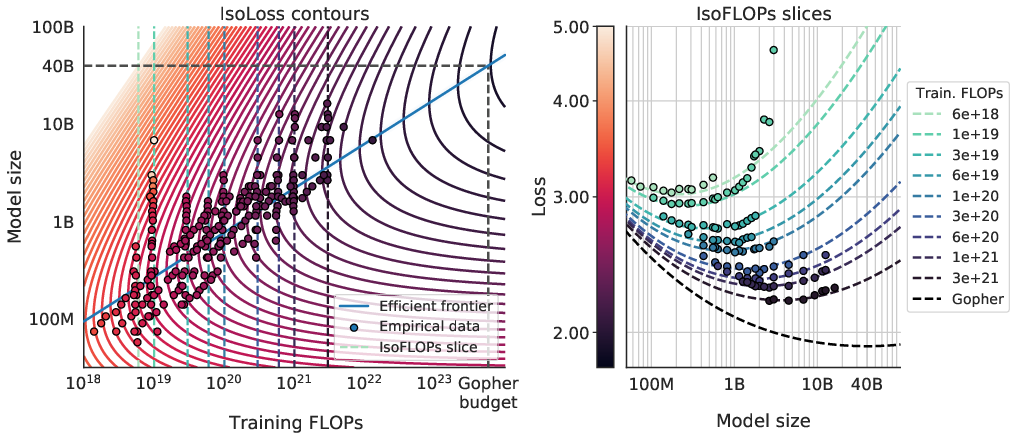 IsoLoss contours
Model size
100B
40B
10B
1B
100M
10^18
10^19
10^20
10^21
10^22
10^23
Gopher
budget
Training FLOPs
Efficient frontier
Empirical data
IsoFLOPs slice
IsoFLOPs slices
Loss
5.00
4.00
3.00
2.00
100M
1B
10B
40B
Model size
Train. FLOPs
6e+18
1e+19
3e+19
6e+19
1e+20
3e+20
6e+20
1e+21
3e+21
Gopher